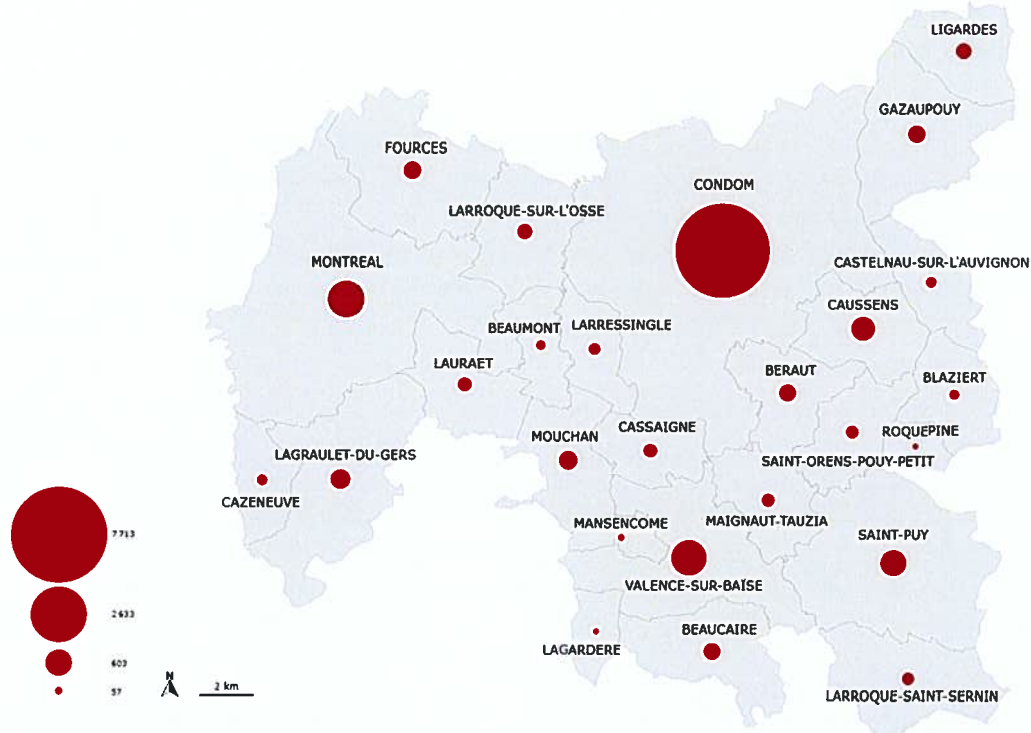 LIGARDES
GAZAUPOUY
FOURCES
CONDOM
LARROQUE-SUR-L'OSSE
MONTREAL
CASTELNAU-SUR-L'AUVIGNON
CAUSSENS
BEAUMONT
LARRESSINGLE
LAURAET
BERAUT
BLAZIERT
CASSAIGNE
MOUCHAN
ROQUEPINE
LAGRAULET-DU-GERS
SAINT-ORENS-POUY-PETIT
CAZENEUVE
MANSENCOME
MAIGNAUT-TAUZIA
SAINT-PUY
VALENCE-SUR-BAISE
BEAUCAIRE
LAGARDERE
LARROQUE-SAINT-SERNIN
7713
2633
603
57
N
2 km